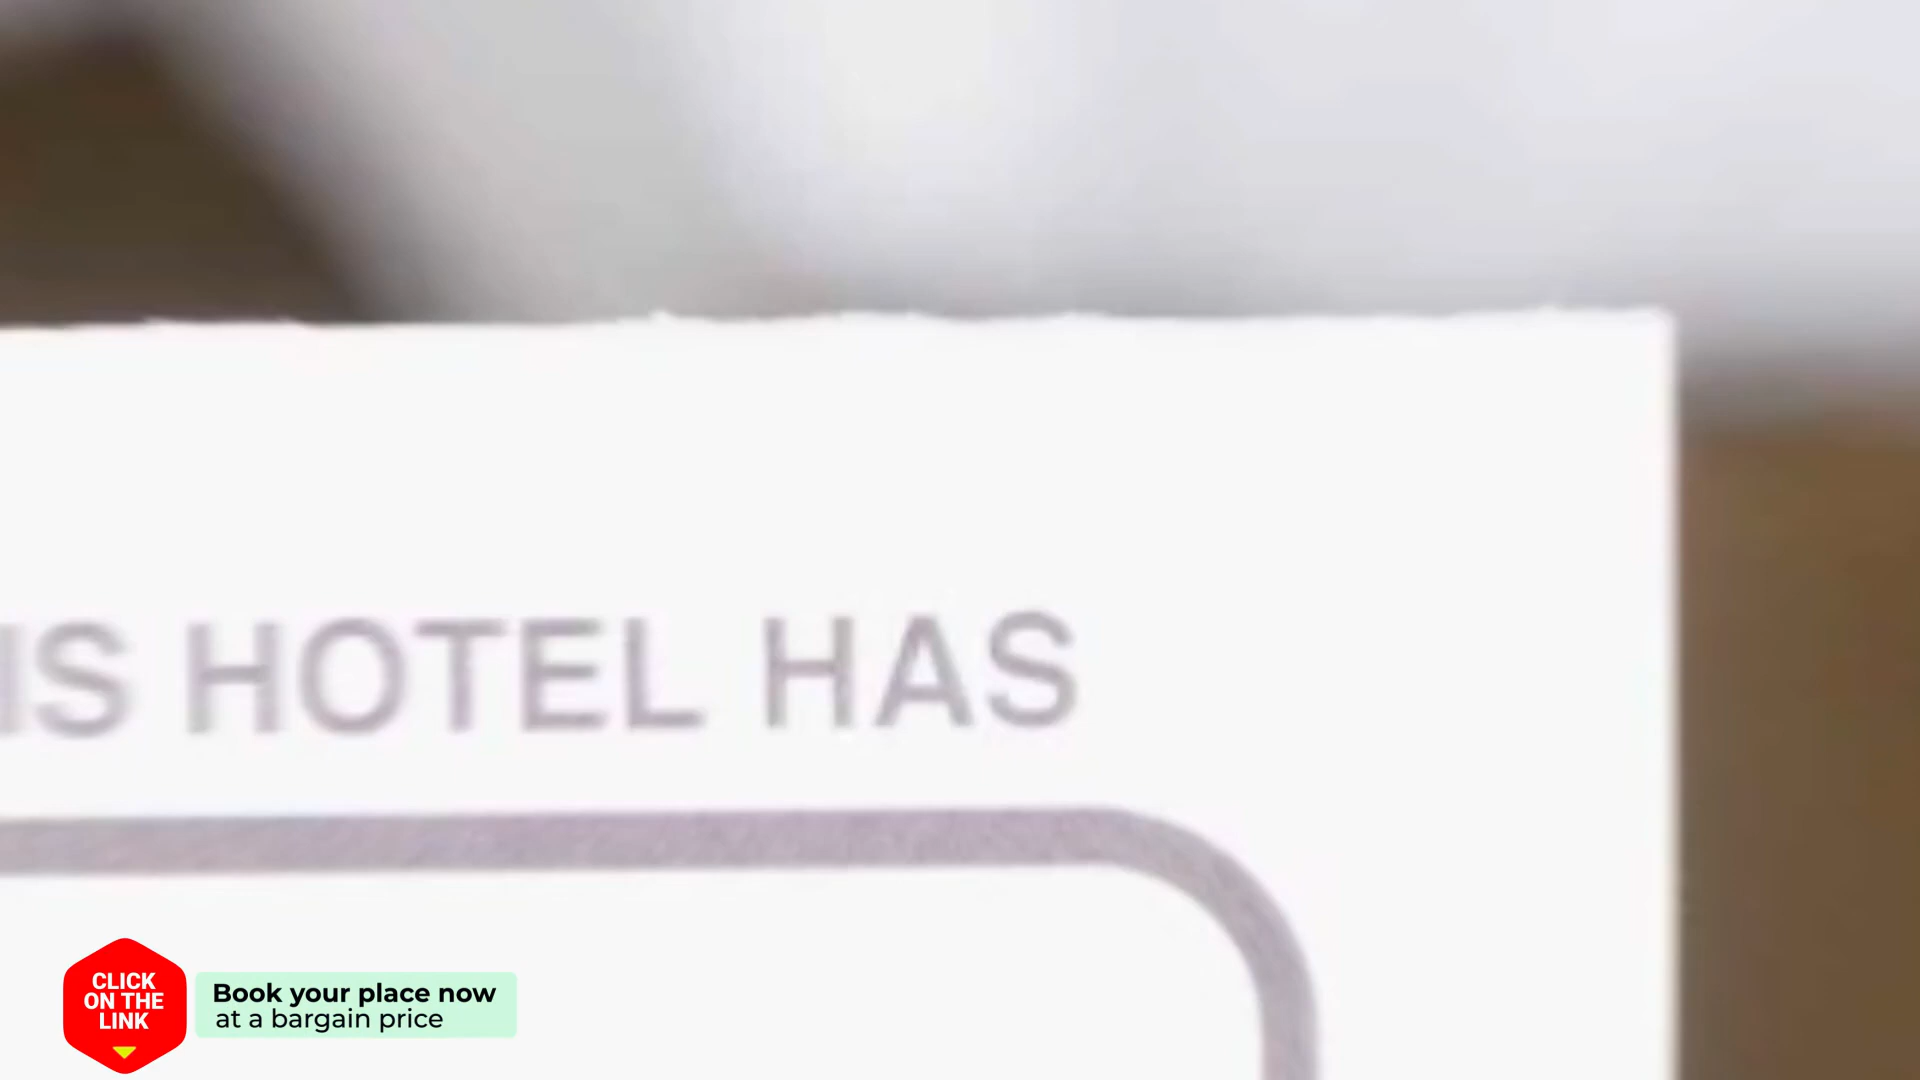 IS HOTEL HAS
CLICK
ON THE
LINK
Book your place now
at a bargain price